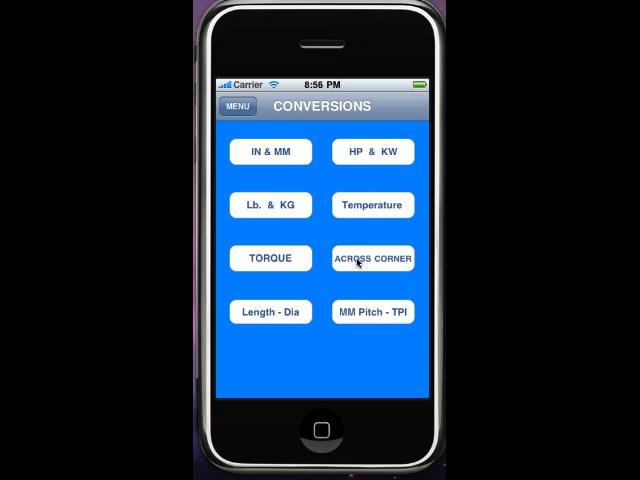 Carrier 8:56 PM
MENU CONVERSIONS
IN & MM HP & KW
Lb. & KG Temperature
TORQUE ACROSS CORNER
Length - Dia MM Pitch - TPI